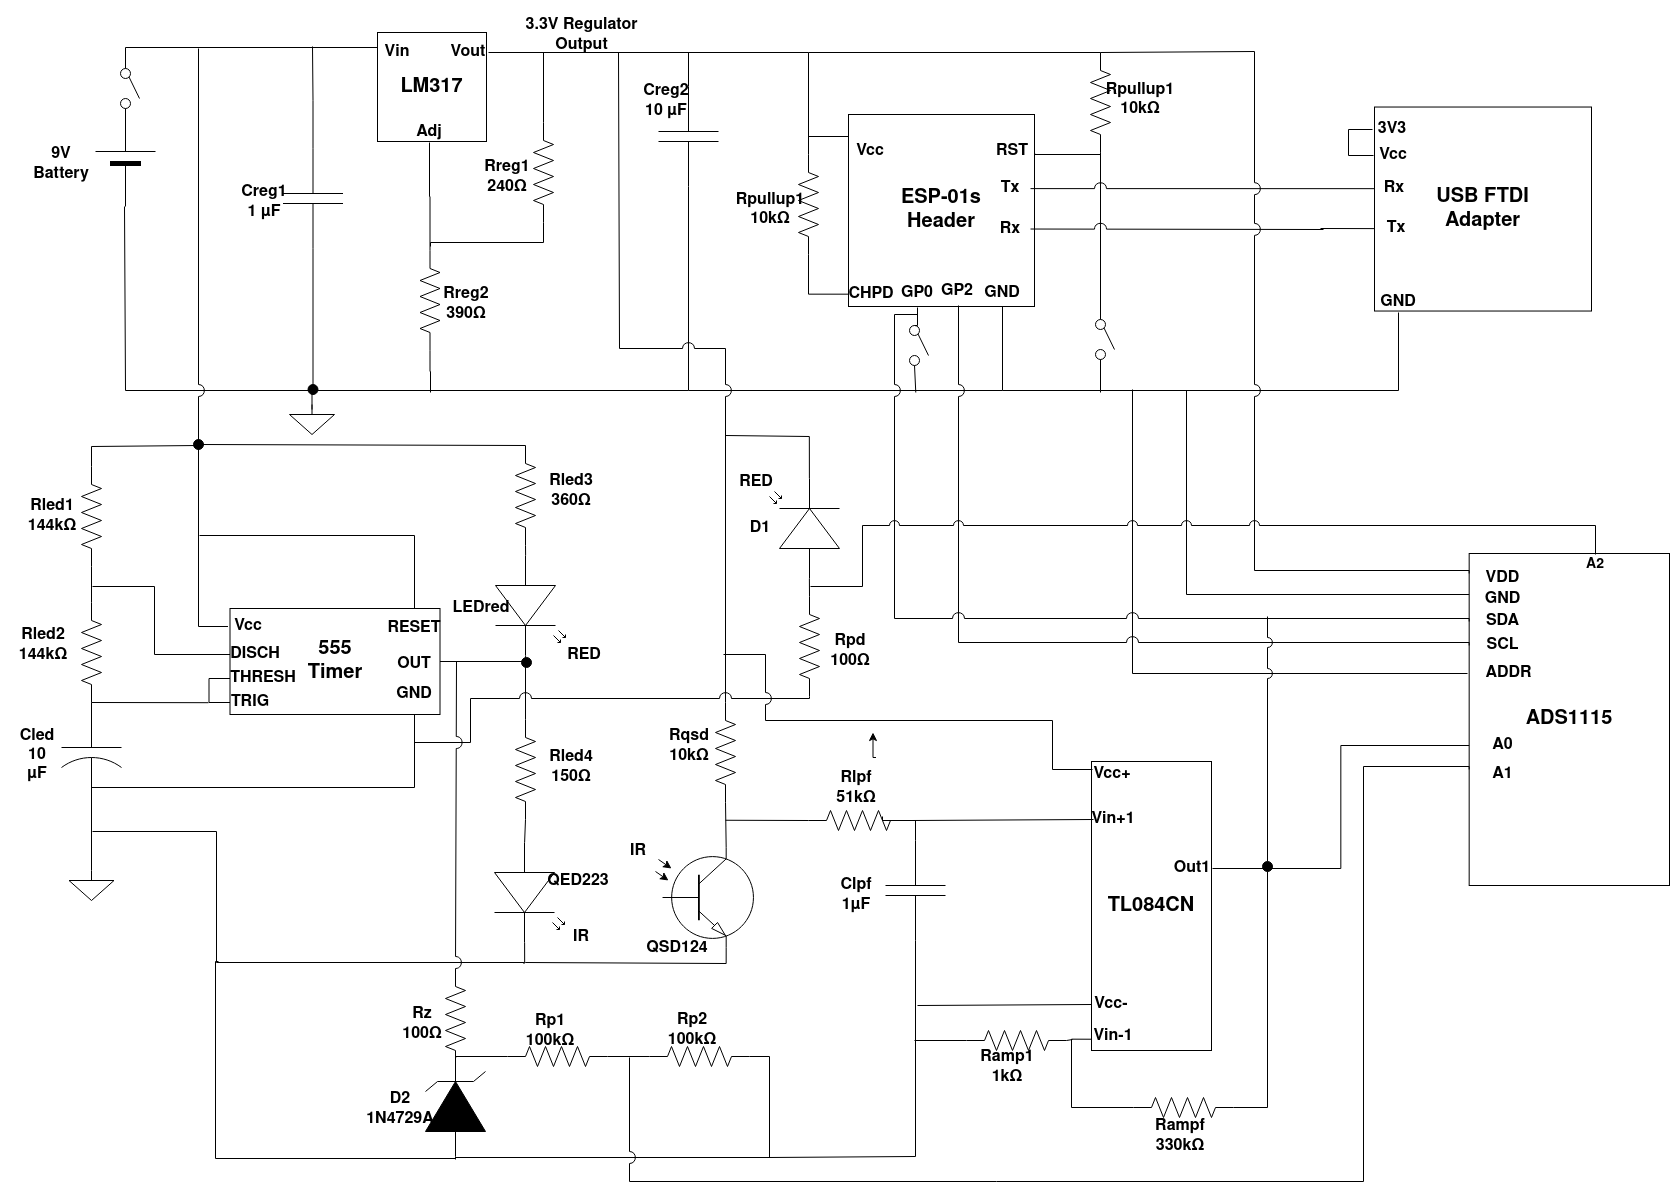 3.3V Regulator
Output
Vin
Vout
LM317
Adj
9V
Battery
Creg1
1 µF
Rreg1
240Ω
Rreg2
390Ω
Creg2
10 µF
Rpullup1
10kΩ
Vcc
RST
Tx
Rx
ESP-01s
Header
CHPD
GP0
GP2
GND
Rpullup1
10kΩ
3V3
Vcc
Rx
Tx
USB FTDI
Adapter
GND
Rled1
144kΩ
Rled2
144kΩ
Cled
10
µF
Vcc
RESET
DISCH
555
Timer
OUT
THRESH
GND
TRIG
Rled3
360Ω
LEDred
RED
Rled4
150Ω
QED223
IR
RED
D1
Rpd
100Ω
Rqsd
10kΩ
IR
QSD124
Rlpf
51kΩ
Clpf
1µF
Vcc+
Vin+1
Out1
TL084CN
Vcc-
Vin-1
Ramp1
1kΩ
Rampf
330kΩ
A2
VDD
GND
SDA
SCL
ADDR
ADS1115
A0
A1
Rz
100Ω
Rp1
100kΩ
Rp2
100kΩ
D2
1N4729A